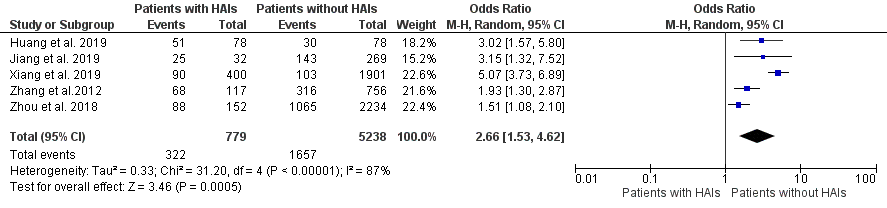 Patients with HAIs Patients without HAIs Odds Ratio Odds Ratio
Study or Subgroup Events Total Events Total Weight M-H, Random, 95% CI M-H, Random, 95% CI
Huang et al. 2019 51 78 30 78 18.2% 3.02 [1.57, 5.80]
Jiang et al. 2019 25 32 143 269 15.2% 3.15 [1.32, 7.52]
Xiang et al. 2019 90 400 103 1901 22.6% 5.07 [3.73, 6.89]
Zhang et al.2012 68 117 316 756 21.6% 1.93 [1.30, 2.87]
Zhou et al. 2018 88 152 1065 2234 22.4% 1.51 [1.08, 2.10]
Total (95% CI) 779 5238 100.0% 2.66 [1.53, 4.62]
Total events 322 1657
Heterogeneity: Tau² = 0.33; Chi² = 31.20, df = 4 (P < 0.00001); I² = 87%
Test for overall effect: Z = 3.46 (P = 0.0005)
0.01 0.1 1 10 100
Patients with HAIs Patients without HAIs